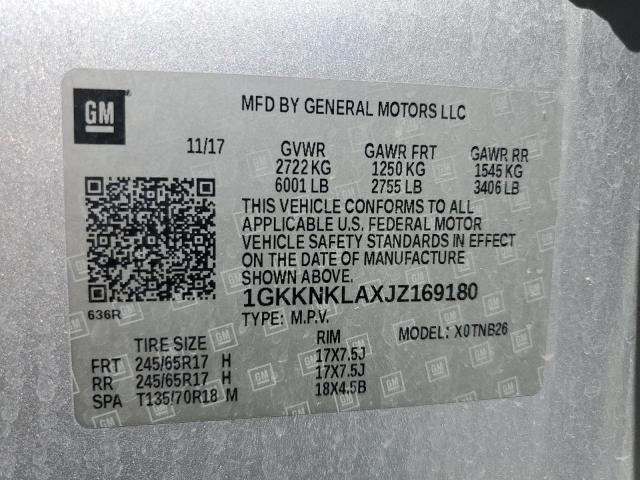 GM
MFD BY GENERAL MOTORS LLC
11/17 GVWR GAWR FRT GAWR RR
2722 KG 1250 KG 1545 KG
6001 LB 2755 LB 3406 LB
THIS VEHICLE CONFORMS TO ALL
APPLICABLE U.S. FEDERAL MOTOR
VEHICLE SAFETY STANDARDS IN EFFECT
ON THE DATE OF MANUFACTURE
SHOWN ABOVE.
1GKKNKLAXJZ169180
636R
TYPE: M.P.V. MODEL: X0TNB26
TIRE SIZE RIM
FRT 245/65R17 H 17X7.5J
RR 245/65R17 H 17X7.5J
SPA T135/70R18 M 18X4.5B